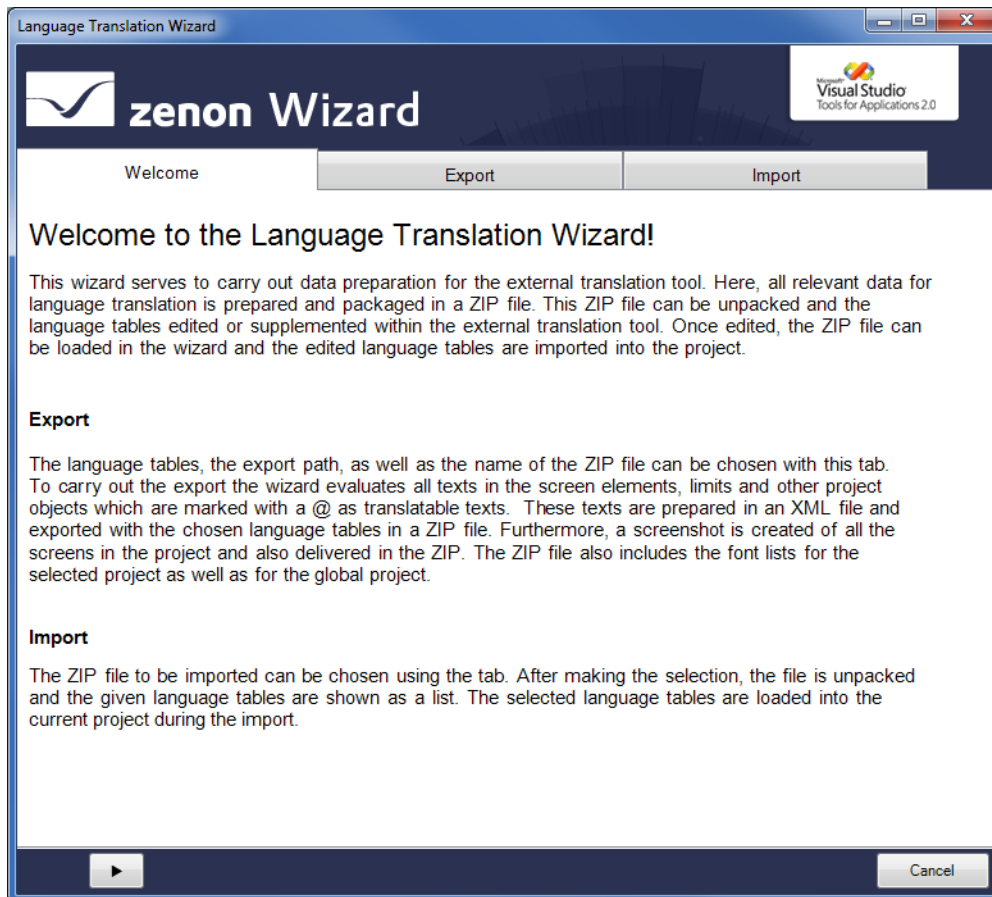 Language Translation Wizard
zenon Wizard
Microsoft
Visual Studio
Tools for Applications 2.0
Welcome
Export
Import
Welcome to the Language Translation Wizard!
This wizard serves to carry out data preparation for the external translation tool. Here, all relevant data for
language translation is prepared and packaged in a ZIP file. This ZIP file can be unpacked and the
language tables edited or supplemented within the external translation tool. Once edited, the ZIP file can
be loaded in the wizard and the edited language tables are imported into the project.
Export
The language tables, the export path, as well as the name of the ZIP file can be chosen with this tab.
To carry out the export the wizard evaluates all texts in the screen elements, limits and other project
objects which are marked with a @ as translatable texts.  These texts are prepared in an XML file and
exported with the chosen language tables in a ZIP file. Furthermore, a screenshot is created of all the
screens in the project and also delivered in the ZIP. The ZIP file also includes the font lists for the
selected project as well as for the global project.
Import
The ZIP file to be imported can be chosen using the tab. After making the selection, the file is unpacked
and the given language tables are shown as a list. The selected language tables are loaded into the
current project during the import.
Cancel